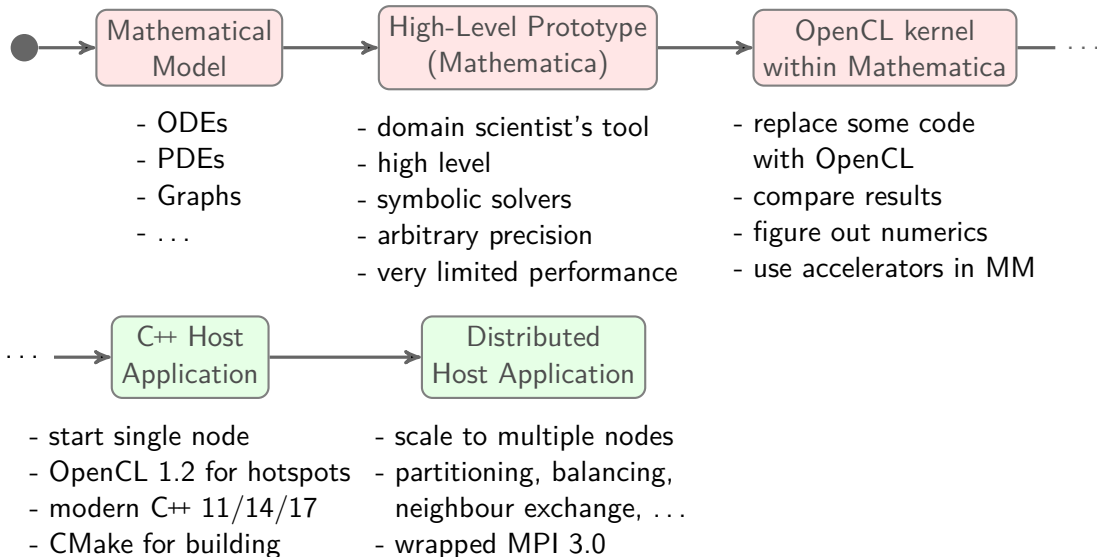 Mathematical
Model
High-Level Prototype
(Mathematica)
OpenCL kernel
within Mathematica
. . .
- ODEs
- PDEs
- Graphs
- . . .
- domain scientist's tool
- high level
- symbolic solvers
- arbitrary precision
- very limited performance
- replace some code
with OpenCL
- compare results
- figure out numerics
- use accelerators in MM
. . .
C++ Host
Application
Distributed
Host Application
- start single node
- OpenCL 1.2 for hotspots
- modern C++ 11/14/17
- CMake for building
- scale to multiple nodes
- partitioning, balancing,
neighbour exchange, . . .
- wrapped MPI 3.0